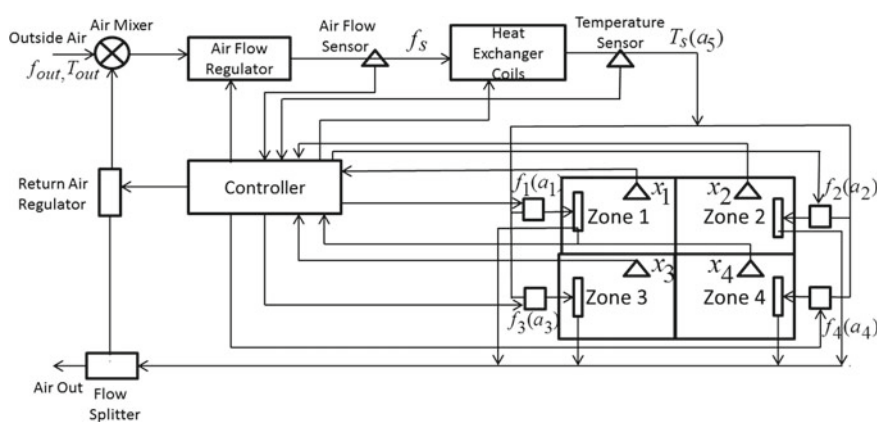 Air Mixer
Outside Air
f_out, T_out
Air Flow
Regulator
Air Flow
Sensor
f_s
Heat
Exchanger
Coils
Temperature
Sensor
T_s(a_5)
Return Air
Regulator
Controller
f_1(a_1)
x_1
Zone 1
x_2
Zone 2
f_2(a_2)
x_3
Zone 3
f_3(a_3)
x_4
Zone 4
f_4(a_4)
Air Out
Flow
Splitter